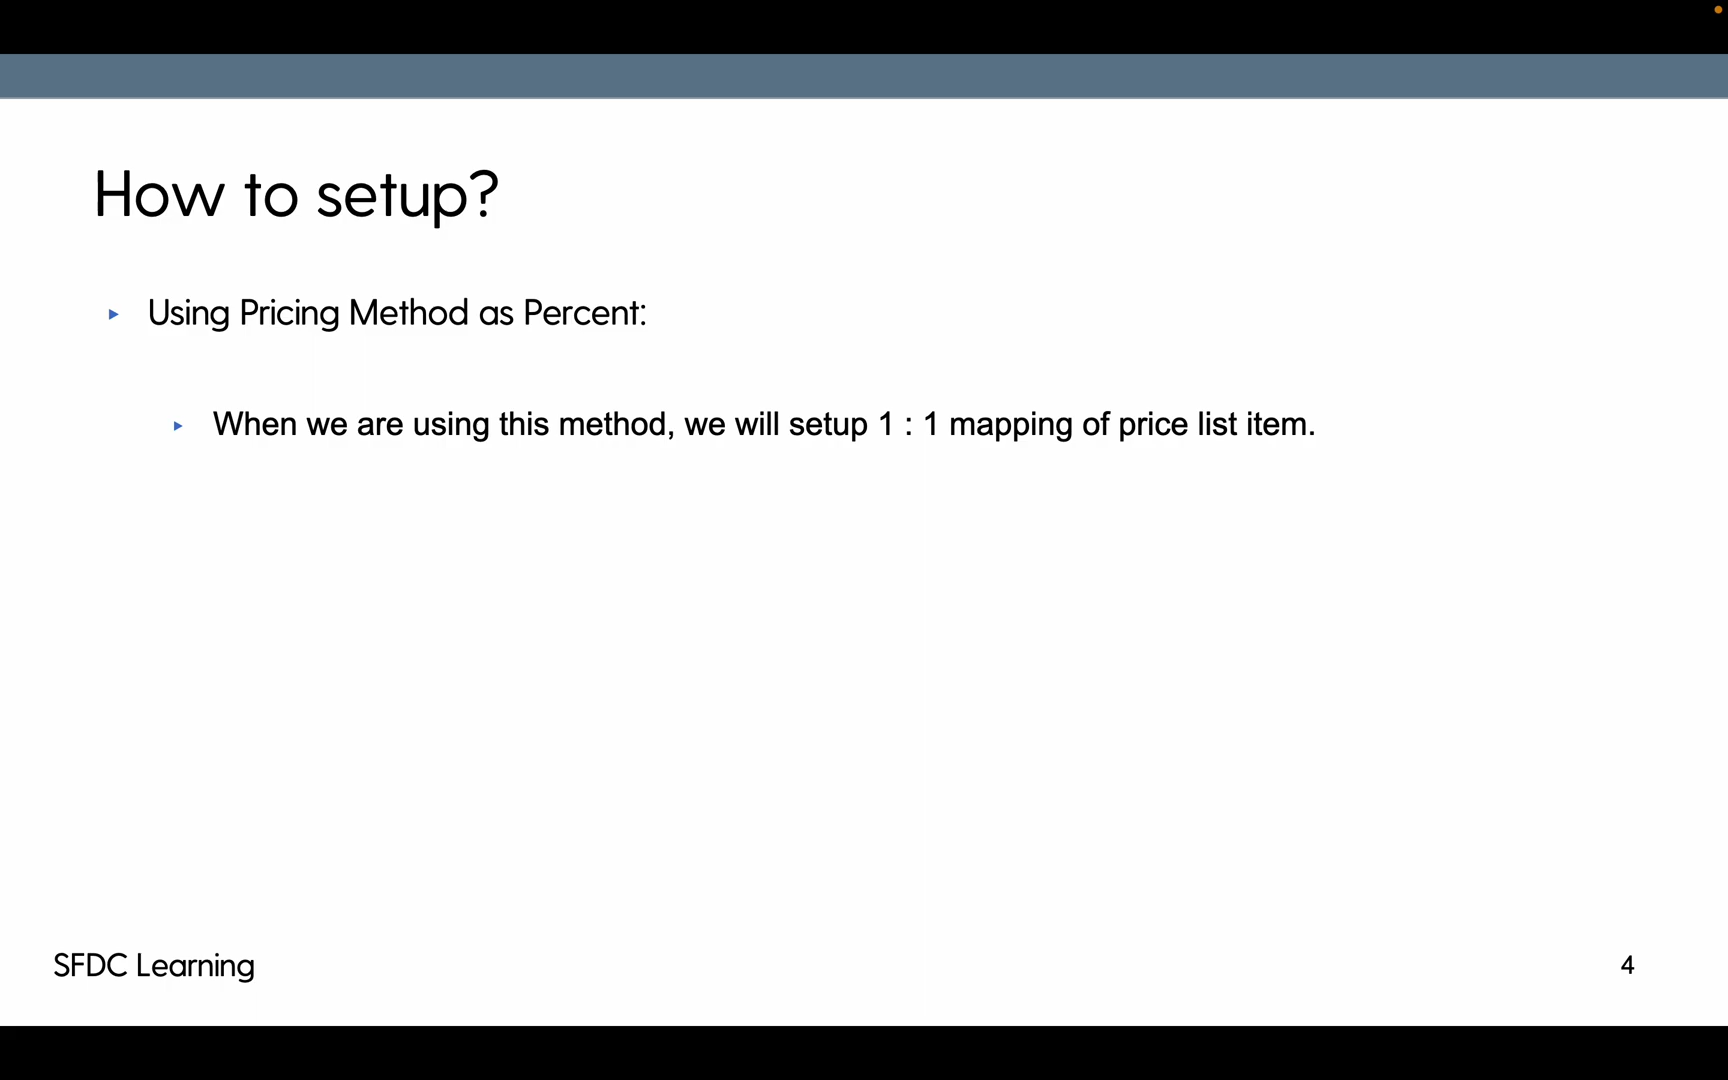 How to setup?
Using Pricing Method as Percent:
When we are using this method, we will setup 1 : 1 mapping of price list item.
SFDC Learning
4